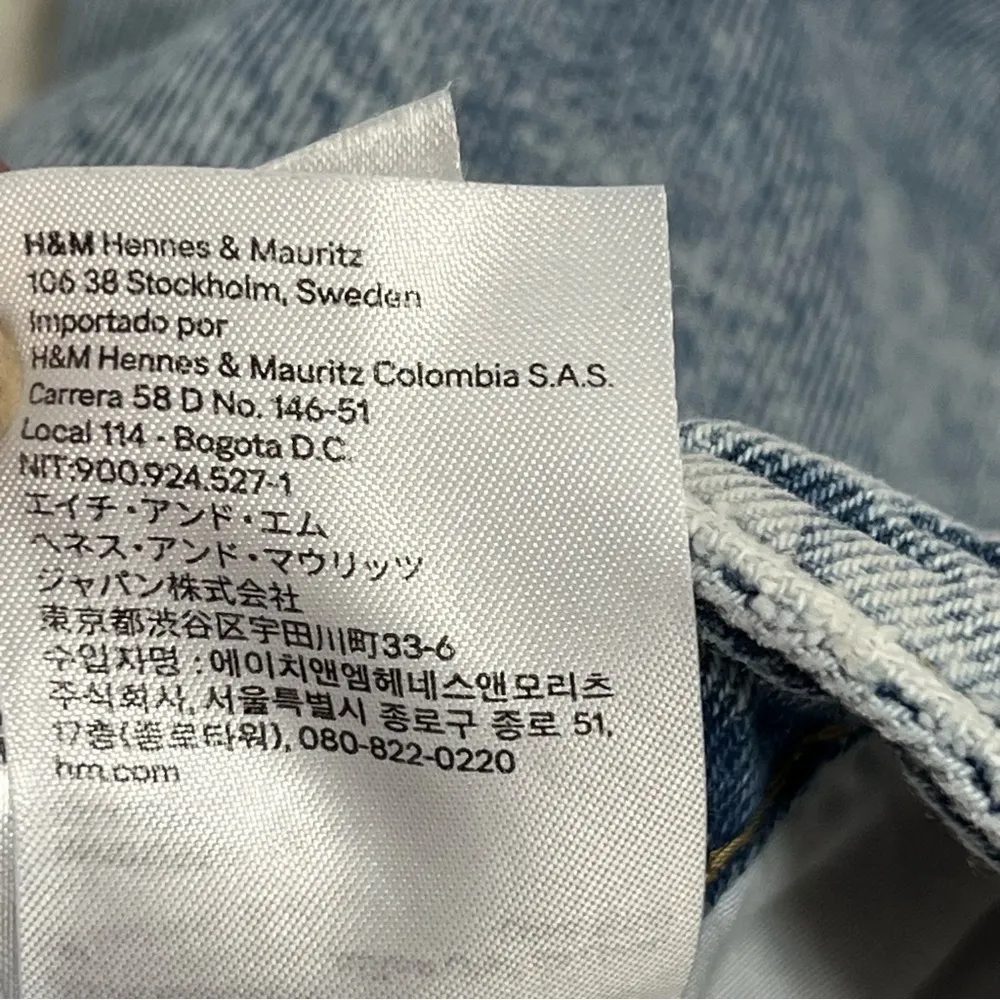 H&M Hennes & Mauritz
106 38 Stockholm, Sweden
Importado por
H&M Hennes & Mauritz Colombia S.A.S.
Carrera 58 D No. 146-51
Local 114 - Bogota D.C.
NIT:900.924.527-1
エイチ・アンド・エム
ヘネス・アンド・マウリッツ
ジャパン株式会社
東京都渋谷区宇田川町33-6
수입자명 : 에이치앤엠헤네스앤모리츠
주식회사, 서울특별시 종로구 종로 51,
17층(종로타워), 080-822-0220
hm.com